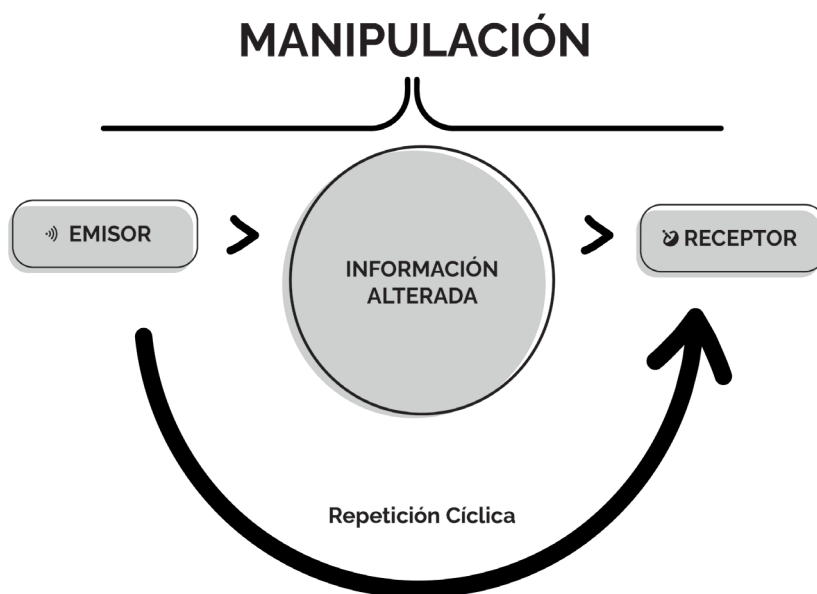 MANIPULACIÓN
EMISOR
>
INFORMACIÓN
ALTERADA
>
RECEPTOR
Repetición Cíclica